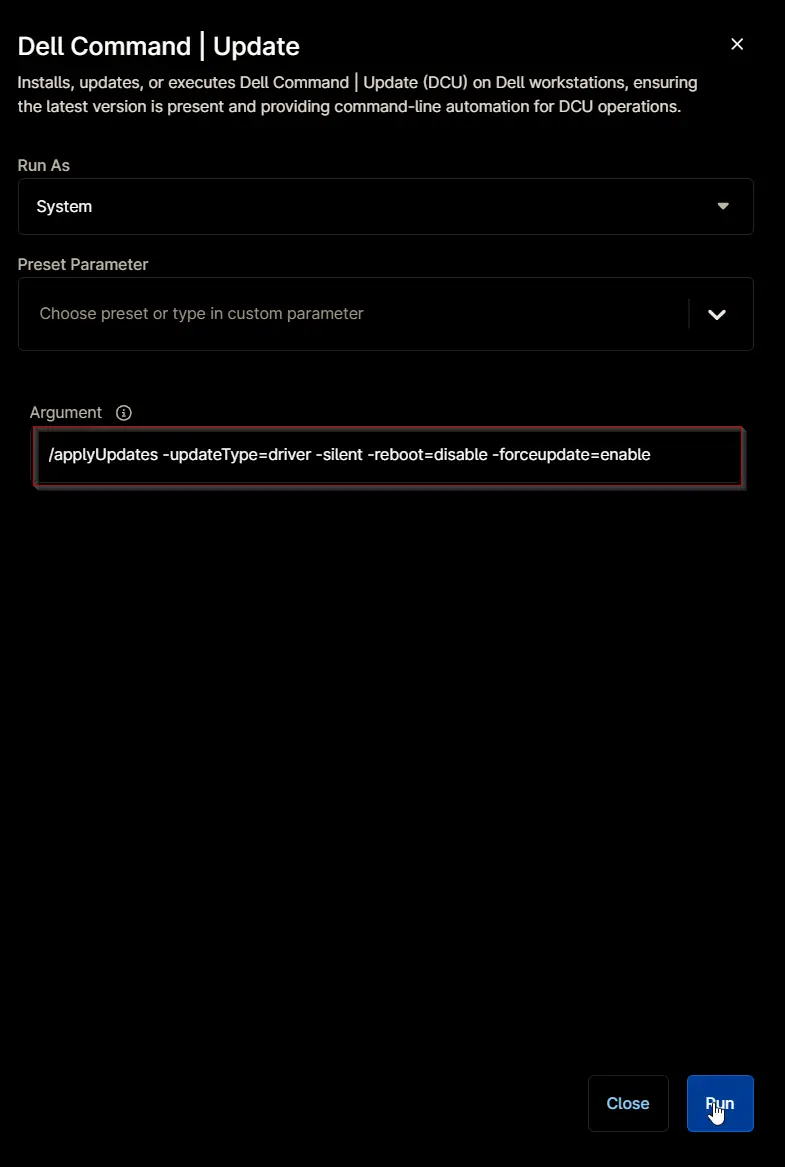 Dell Command | Update
Installs, updates, or executes Dell Command | Update (DCU) on Dell workstations, ensuring
the latest version is present and providing command-line automation for DCU operations.
Run As
System
Preset Parameter
Choose preset or type in custom parameter
Argument
/applyUpdates -updateType=driver -silent -reboot=disable -forceupdate=enable
Close
Run